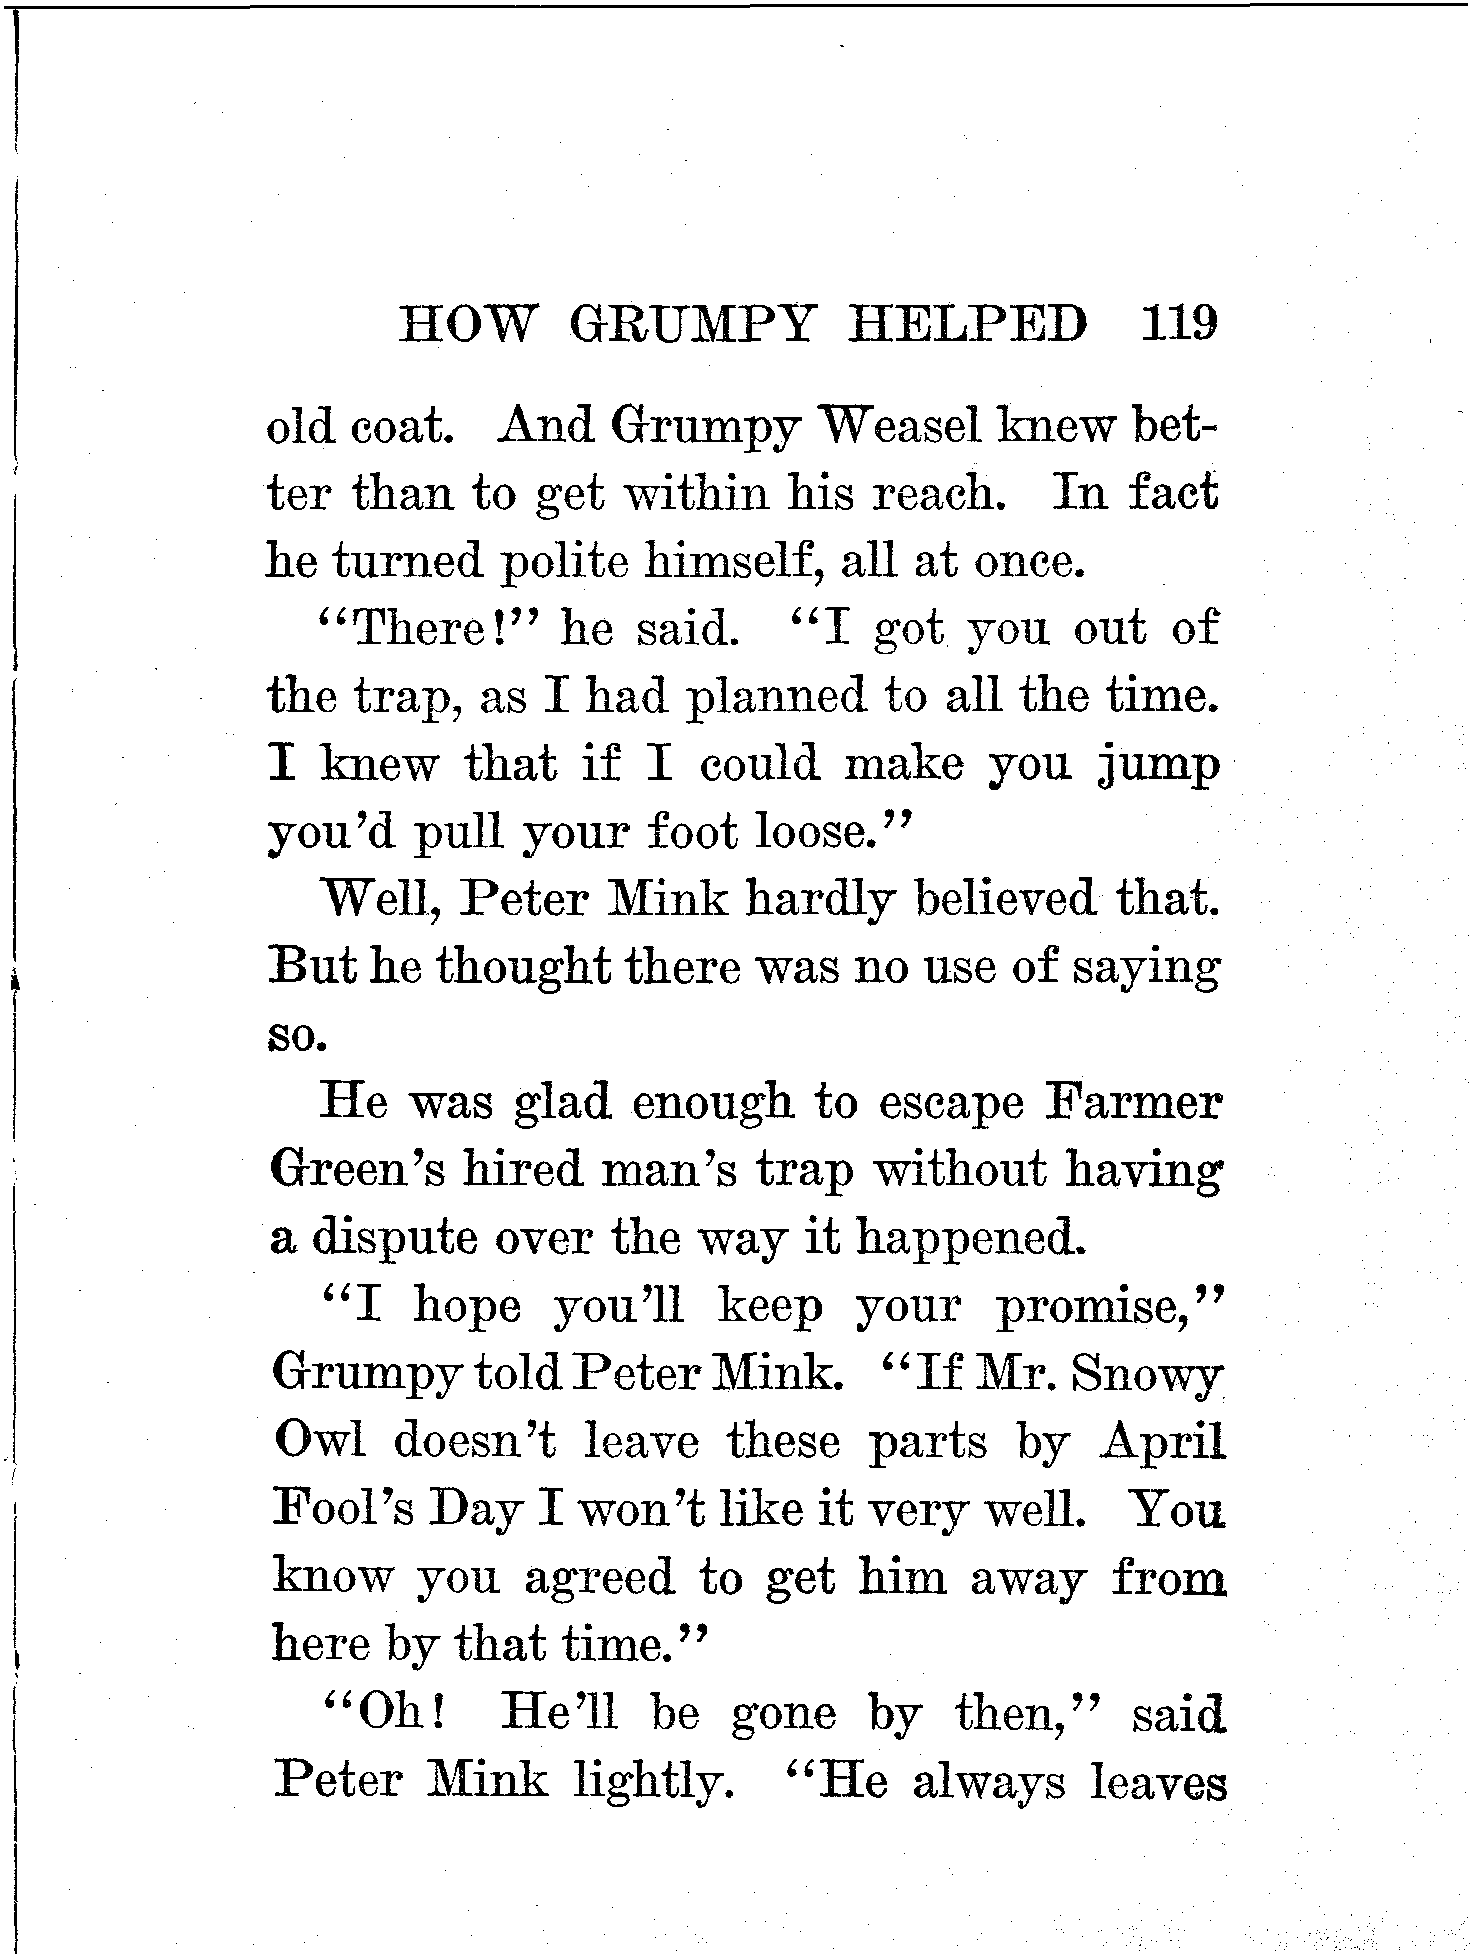 HOW GRUMPY HELPED 119
old coat. And Grumpy Weasel knew bet-
ter than to get within his reach. In fact
he turned polite himself, all at once.
"There!" he said. "I got you out of
the trap, as I had planned to all the time.
I knew that if I could make you jump
you'd pull your foot loose."
Well, Peter Mink hardly believed that.
But he thought there was no use of saying
so.
He was glad enough to escape Farmer
Green's hired man's trap without having
a dispute over the way it happened.
"I hope you'll keep your promise,"
Grumpy told Peter Mink. "If Mr. Snowy
Owl doesn't leave these parts by April
Fool's Day I won't like it very well. You
know you agreed to get him away from
here by that time."
"Oh! He'll be gone by then," said
Peter Mink lightly. "He always leaves